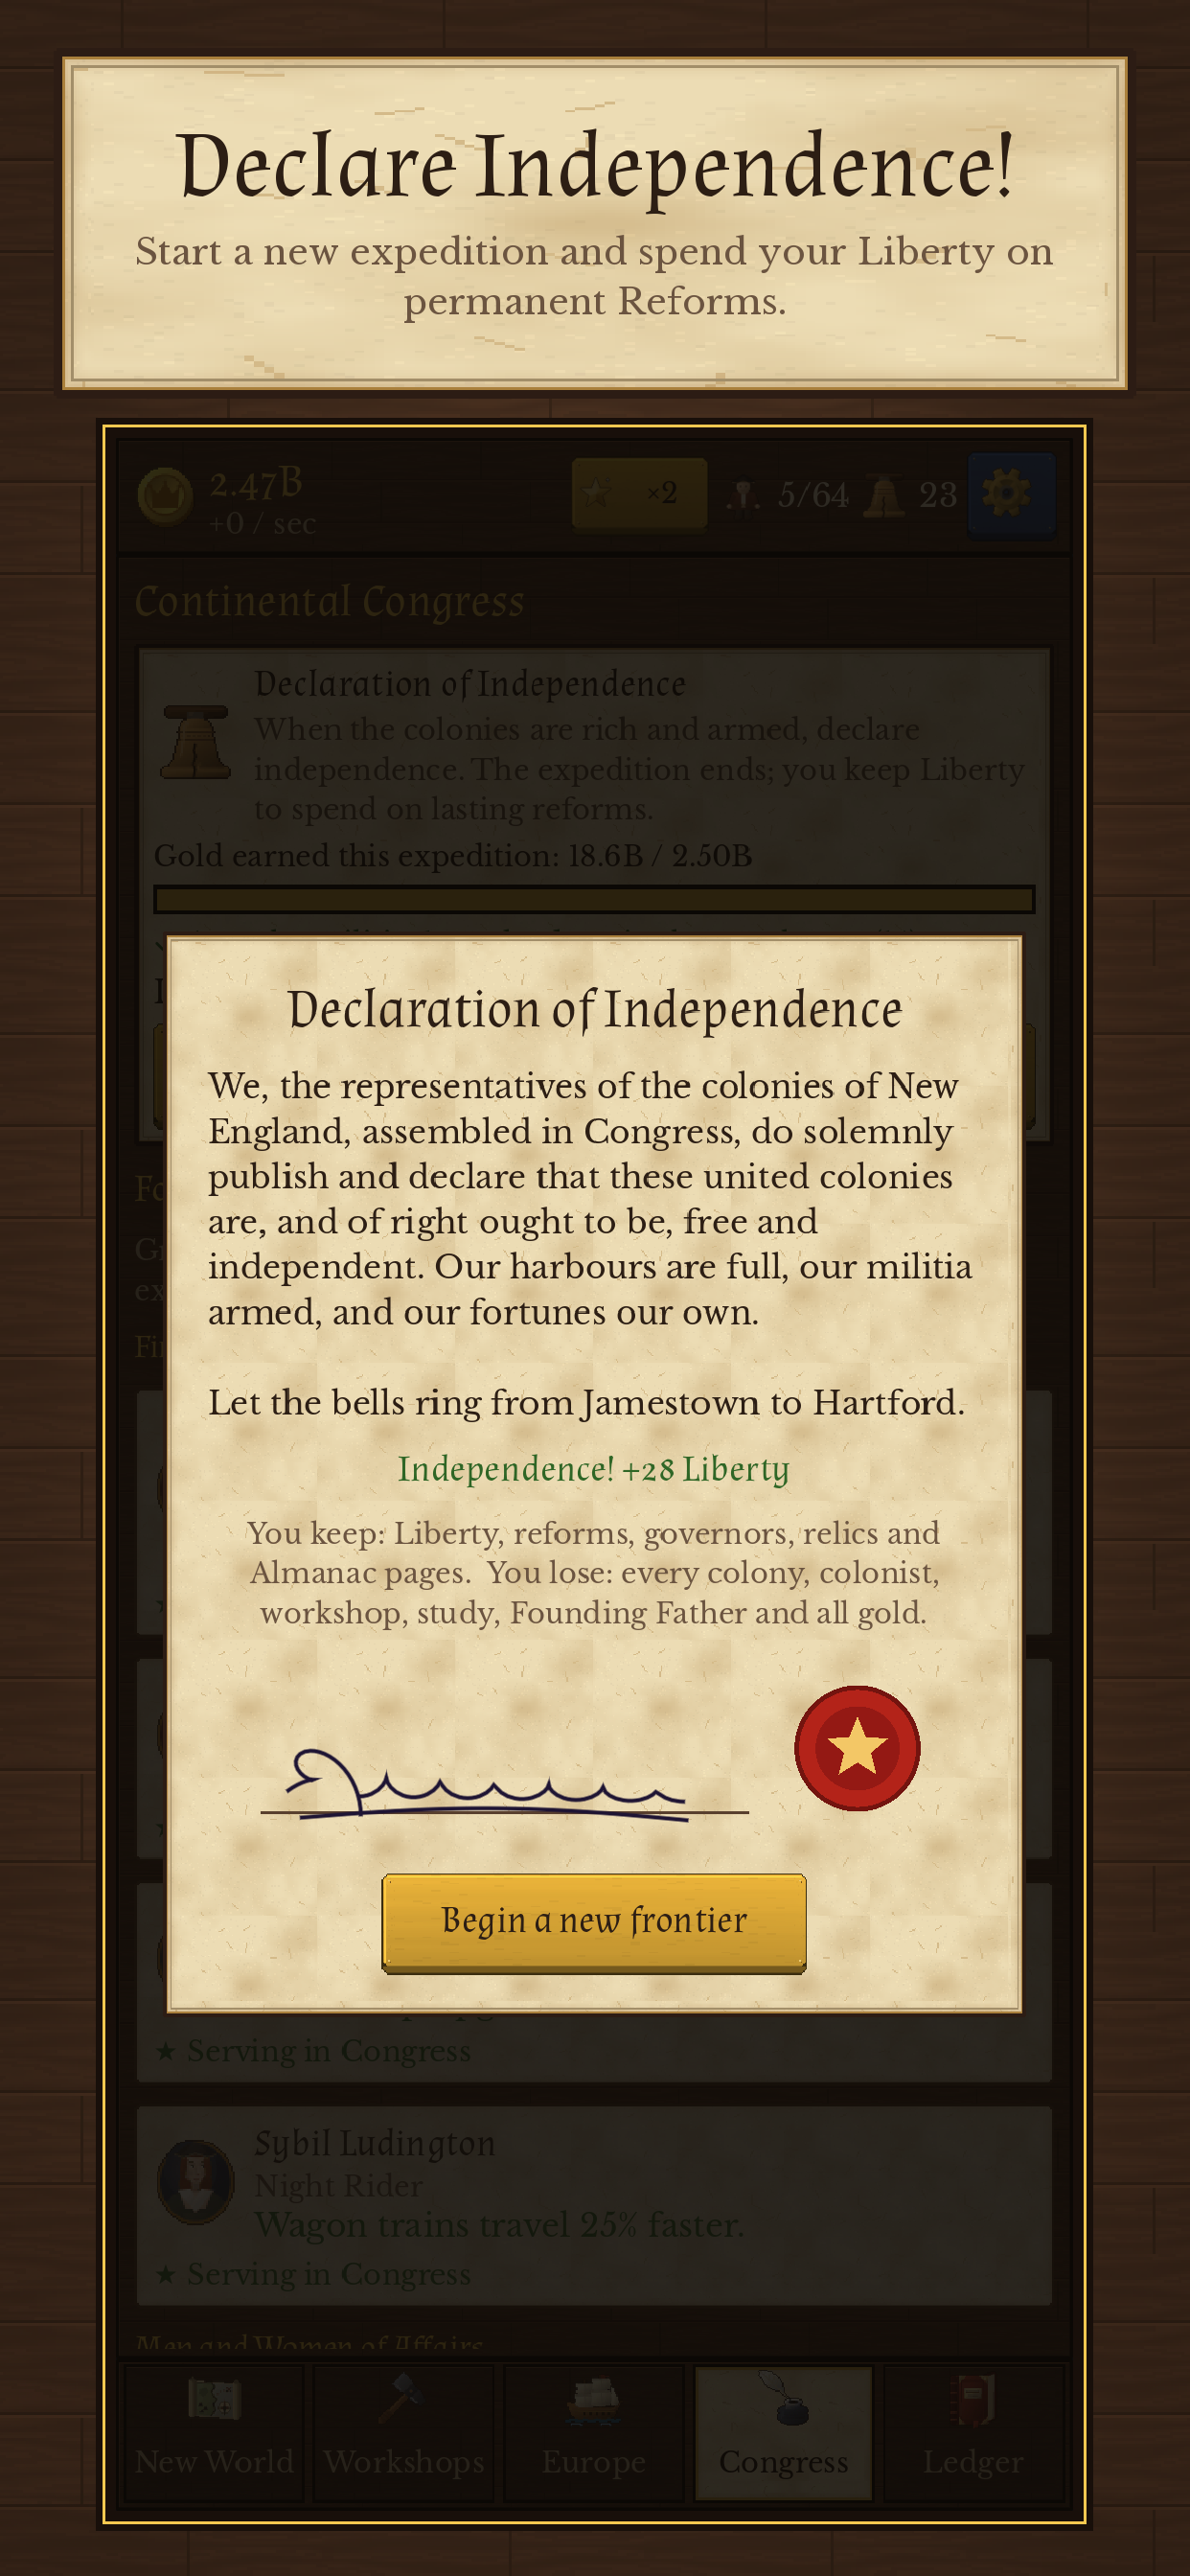 Declare Independence!
Start a new expedition and spend your Liberty on
permanent Reforms.
2.47B
+0 / sec
×2
5/64
23
Continental Congress
Declaration of Independence
When the colonies are rich and armed, declare
independence. The expedition ends; you keep Liberty
to spend on lasting reforms.
Gold earned this expedition: 18.6B / 2.50B
Declaration of Independence
We, the representatives of the colonies of New
England, assembled in Congress, do solemnly
publish and declare that these united colonies
are, and of right ought to be, free and
independent. Our harbours are full, our militia
armed, and our fortunes our own.
Let the bells ring from Jamestown to Hartford.
Independence! +28 Liberty
You keep: Liberty, reforms, governors, relics and
Almanac pages. You lose: every colony, colonist,
workshop, study, Founding Father and all gold.
Begin a new frontier
★ Serving in Congress
Sybil Ludington
Night Rider
Wagon trains travel 25% faster.
★ Serving in Congress
Men and Women of Affairs
New World
Workshops
Europe
Congress
Ledger